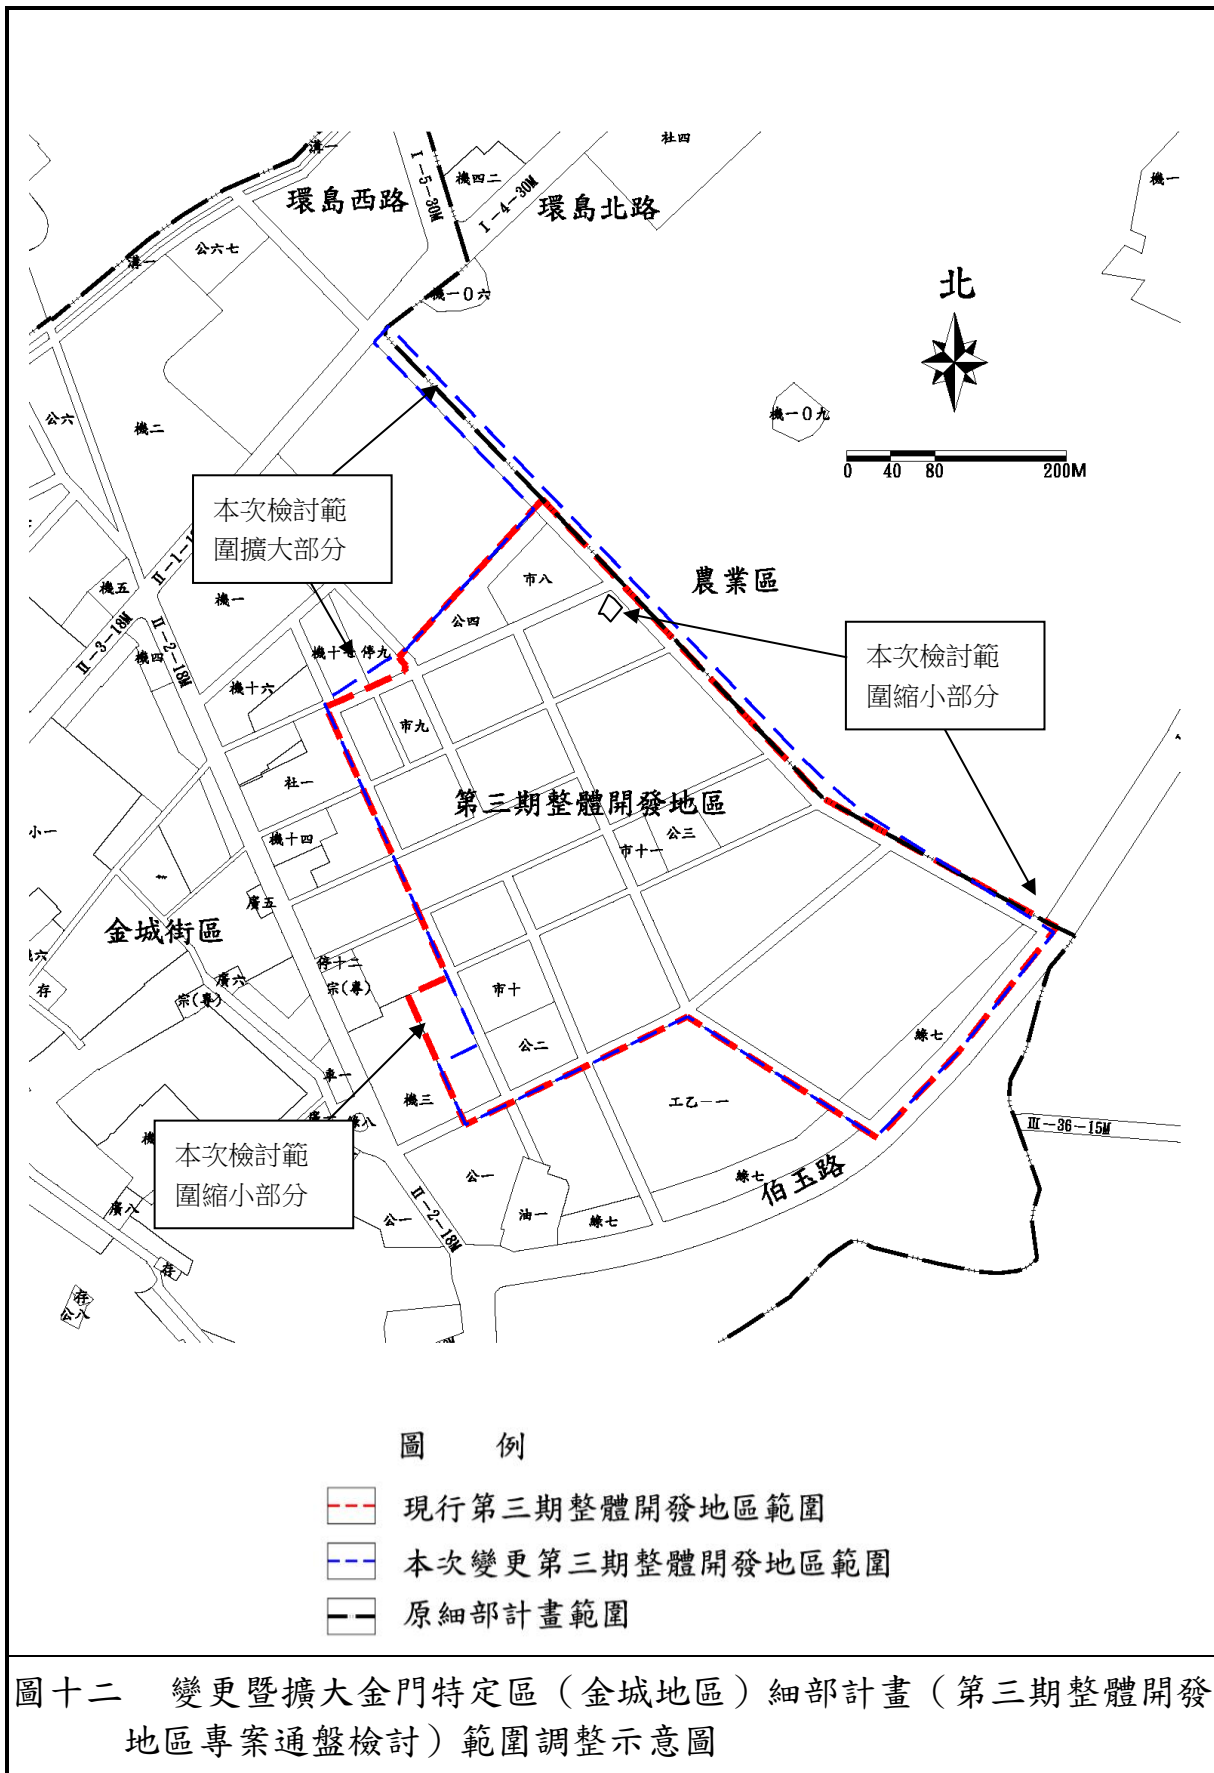 溝一
社四
機四二
I-5-30M
機一
環島西路
I-4-30M
環島北路
公六七
溝一
機一0六
北
公六
機二
機一0九
0 40 80 200M
本次檢討範
圍擴大部分
市八
農業區
機五
機一
II-3-18M
II-2-18M
公四
機四
機十七
停九
本次檢討範
圍縮小部分
機十六
市九
社一
第三期整體開發地區
小一
機十四
公三
市十一
廣五
金城街區
停十二
廣六
存
宗(專)
宗(專)
市十
綠七
公二
車一
機三
工乙一一
III-36-15M
本次檢討範
圍縮小部分
公一
綠七
伯玉路
廣八
公一
II-2-18M
油一
綠七
存
存
公八
圖 例
現行第三期整體開發地區範圍
本次變更第三期整體開發地區範圍
原細部計畫範圍
圖十二 變更暨擴大金門特定區（金城地區）細部計畫（第三期整體開發
地區專案通盤檢討）範圍調整示意圖